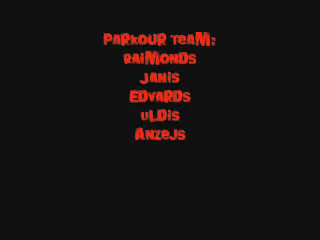 PARKOUR TEAM:
RAIMONDS
JANIS
EDVARDS
ULDIS
ANZEJS